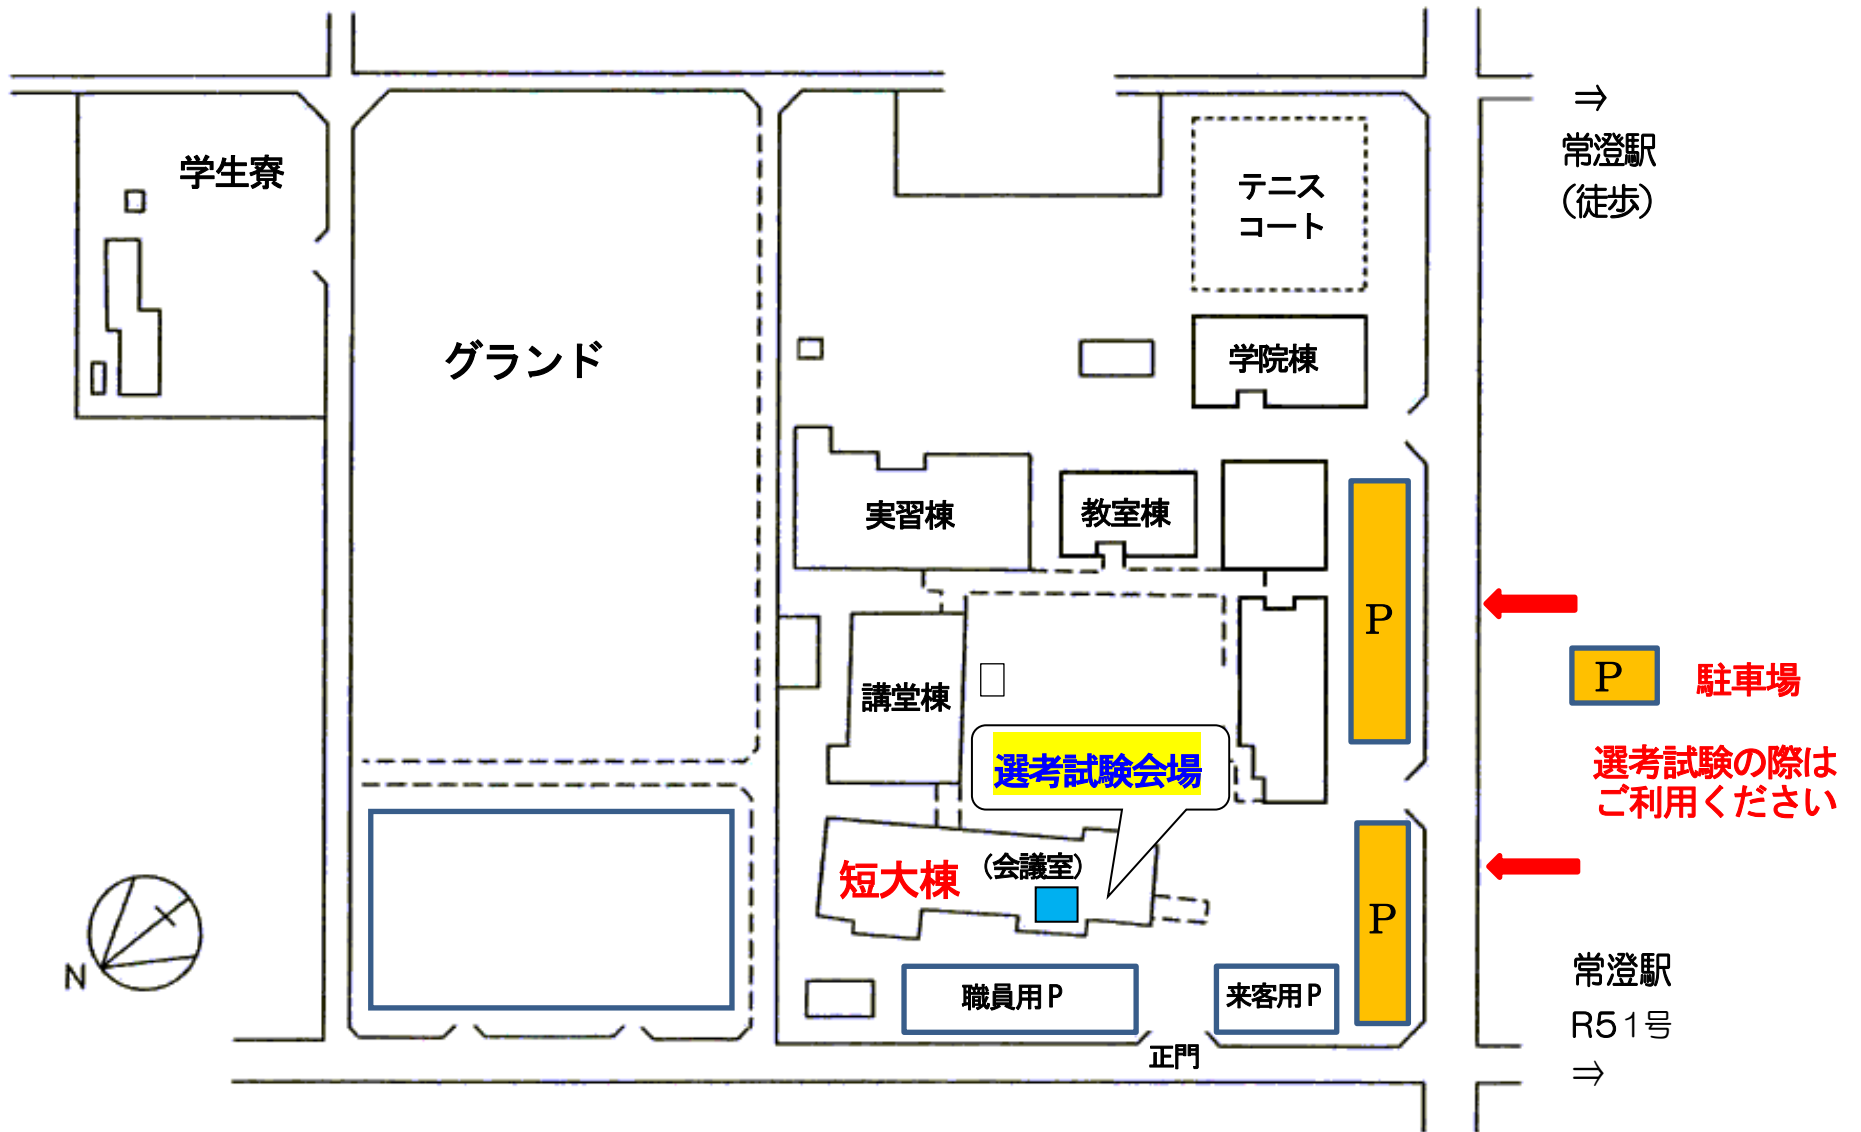 ⇒
常澄駅
(徒歩)
学生寮
テニス
コート
グランド
学院棟
実習棟
教室棟
P
P
駐車場
講堂棟
選考試験会場
選考試験の際は
ご利用ください
短大棟
(会議室)
P
N
常澄駅
R51号
⇒
職員用P
来客用P
正門